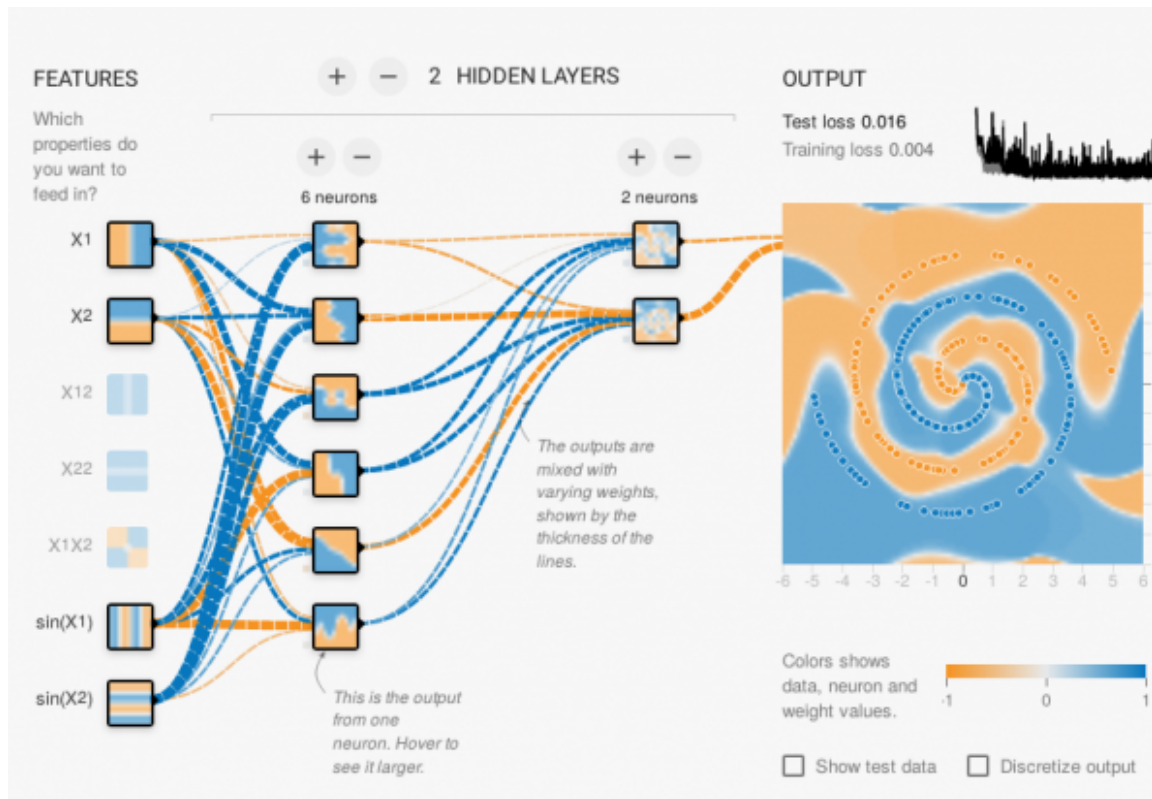 FEATURES
Which
properties do
you want to
feed in?
X1
X2
X12
X22
X1X2
sin(X1)
sin(X2)
+ − 2 HIDDEN LAYERS
+ −
6 neurons
+ −
2 neurons
The outputs are
mixed with
varying weights,
shown by the
thickness of the
lines.
This is the output
from one
neuron. Hover to
see it larger.
OUTPUT
Test loss 0.016
Training loss 0.004
-6 -5 -4 -3 -2 -1 0 1 2 3 4 5 6
Colors shows
data, neuron and
weight values.
-1 0 1
Show test data
Discretize output